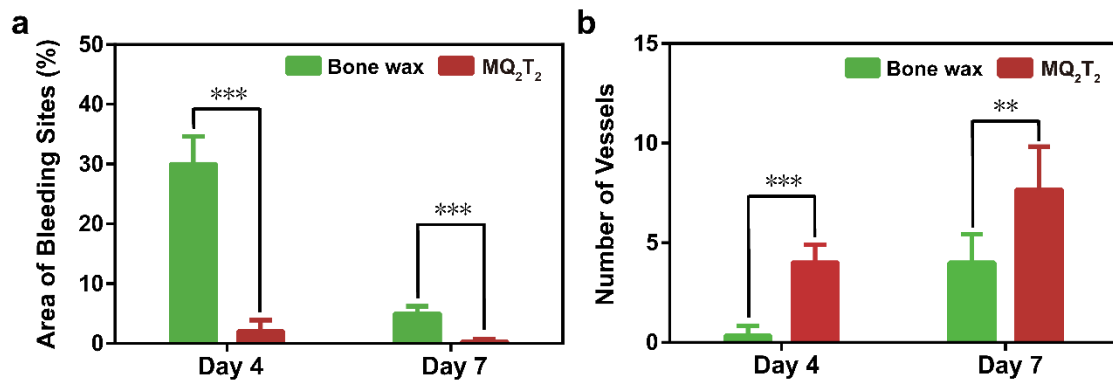 a
Area of Bleeding Sites (%)
50
40
30
20
10
0
Bone wax
MQ₂T₂
***
***
Day 4
Day 7
b
Number of Vessels
15
10
5
0
Bone wax
MQ₂T₂
***
**
Day 4
Day 7